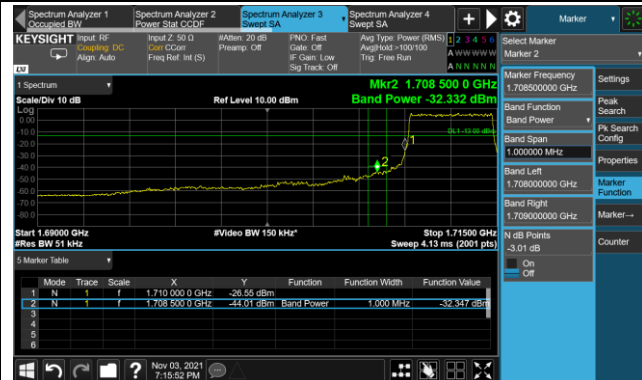 Spectrum Analyzer 1
Occupied BW
Spectrum Analyzer 2
Power Stat CCDF
Spectrum Analyzer 3
Swept SA
Spectrum Analyzer 4
Swept SA
Marker
KEYSIGHT
Input: RF
Coupling: DC
Align: Auto
Input Z: 50 Ω
Corr CCorr
Freq Ref: Int (S)
#Atten: 20 dB
Preamp: Off
PNO: Fast
Gate: Off
IF Gain: Low
Sig Track: Off
Avg Type: Power (RMS)
Avg|Hold:>100/100
Trig: Free Run
1 2 3 4 5 6
A W W W W W
A N N N N N
LXI
Select Marker
Marker 2
1 Spectrum
Scale/Div 10 dB
Ref Level 10.00 dBm
Mkr2 1.708 500 0 GHz
Band Power -32.332 dBm
Log
0.00
-10.0
-20.0
-30.0
-40.0
-50.0
-60.0
-70.0
-80.0
DL1 -13.00 dBm
1
2
Start 1.69000 GHz
#Res BW 51 kHz
#Video BW 150 kHz*
Stop 1.71500 GHz
Sweep 4.13 ms (2001 pts)
5 Marker Table
Mode Trace Scale X Y Function Function Width Function Value
1 N 1 f 1.710 000 0 GHz -26.55 dBm
2 N 1 f 1.708 500 0 GHz -44.01 dBm Band Power 1.000 MHz -32.347 dBm
3
4
5
6
Marker Frequency
1.708500000 GHz
Band Function
Band Power
Band Span
1.000000 MHz
Band Left
1.708000000 GHz
Band Right
1.709000000 GHz
N dB Points
-3.01 dB
On
Off
Settings
Peak
Search
Pk Search
Config
Properties
Marker
Function
Marker→
Counter
Nov 03, 2021
7:15:52 PM